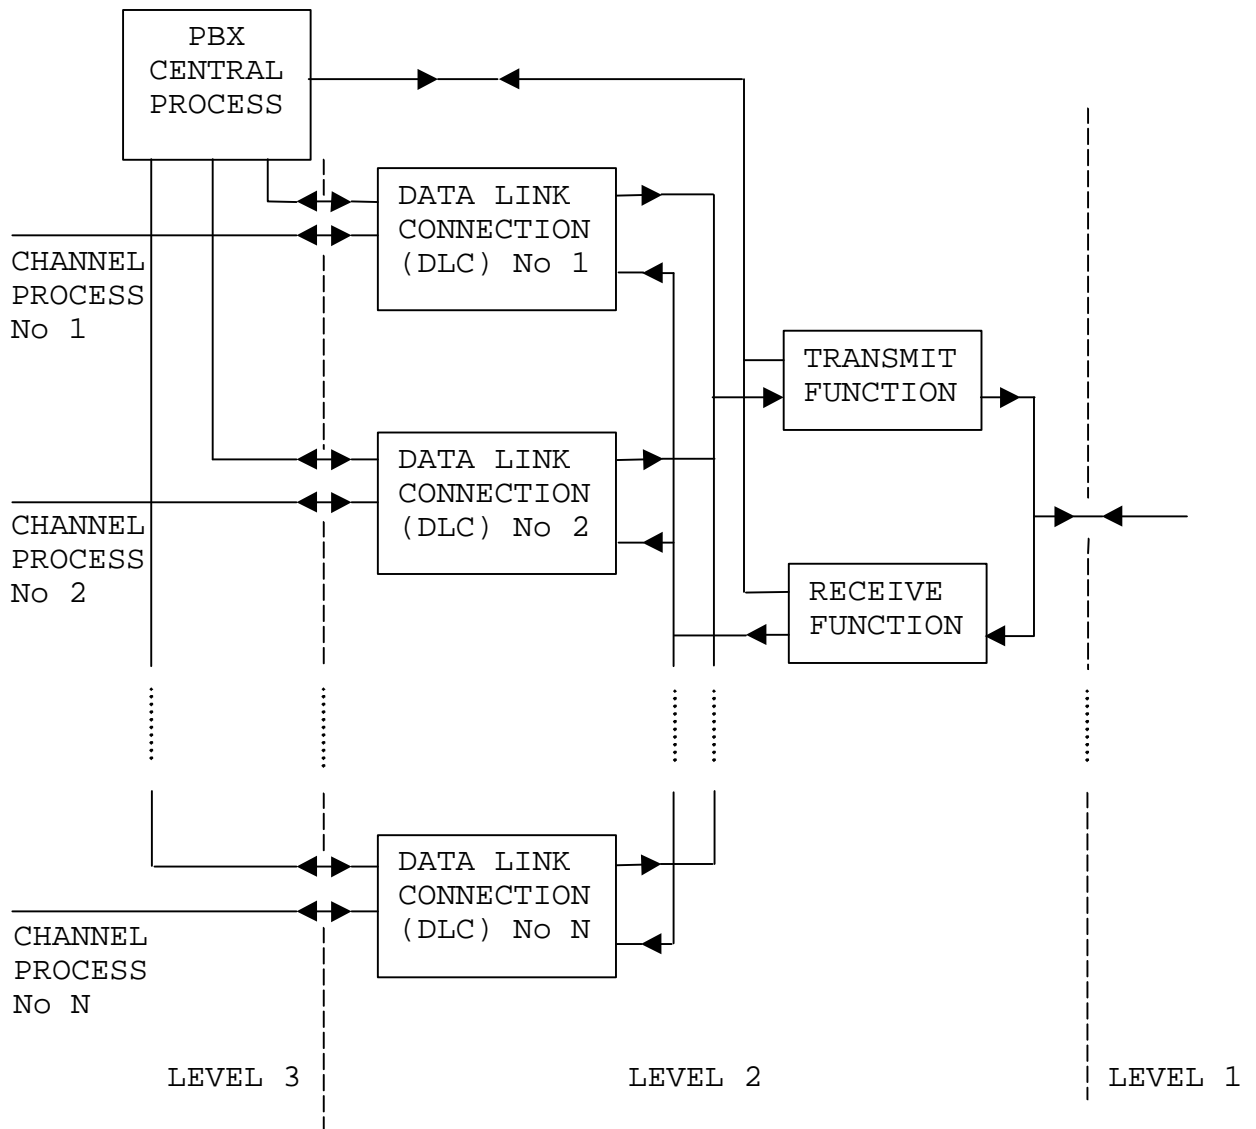 PBX
CENTRAL
PROCESS
DATA LINK
CONNECTION
(DLC) No 1
CHANNEL
PROCESS
No 1
TRANSMIT
FUNCTION
DATA LINK
CONNECTION
(DLC) No 2
CHANNEL
PROCESS
No 2
RECEIVE
FUNCTION
DATA LINK
CONNECTION
(DLC) No N
CHANNEL
PROCESS
No N
LEVEL 3
LEVEL 2
LEVEL 1